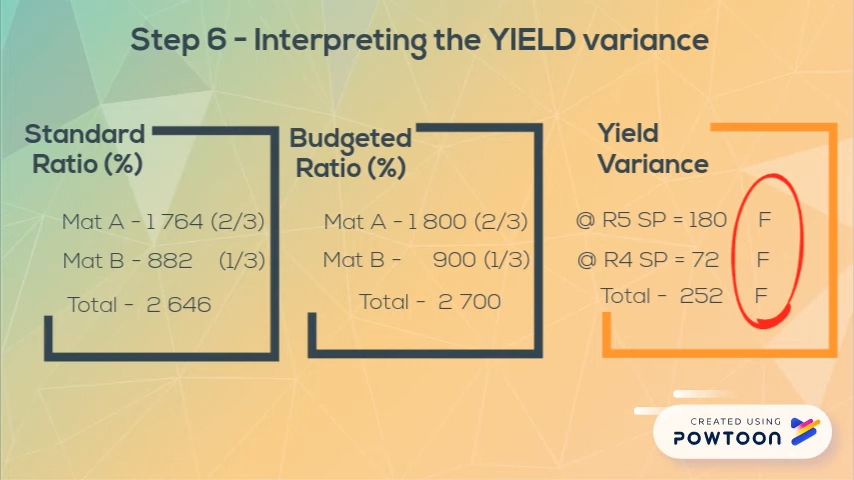 Step 6 - Interpreting the YIELD variance
Standard
Ratio (%)
Mat A - 1 764 (2/3)
Mat B - 882 (1/3)
Total - 2 646
Budgeted
Ratio (%)
Mat A - 1 800 (2/3)
Mat B - 900 (1/3)
Total - 2 700
Yield
Variance
@ R5 SP = 180 F
@ R4 SP = 72 F
Total - 252 F
CREATED USING
POWTOON